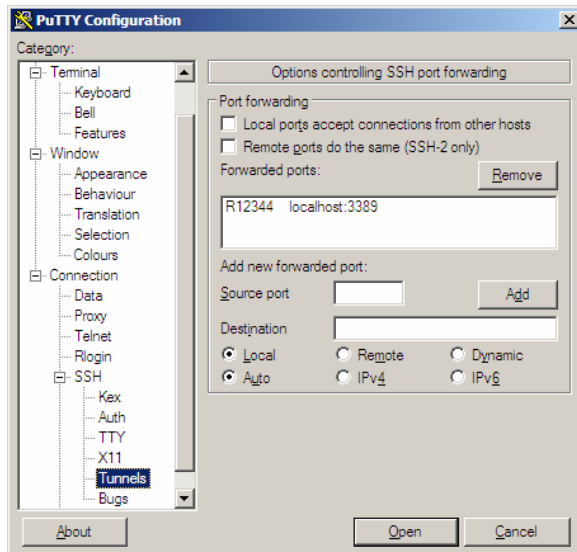 PuTTY Configuration
Category:
Terminal
Keyboard
Bell
Features
Window
Appearance
Behaviour
Translation
Selection
Colours
Connection
Data
Proxy
Telnet
Rlogin
SSH
Kex
Auth
TTY
X11
Tunnels
Bugs
Options controlling SSH port forwarding
Port forwarding
Local ports accept connections from other hosts
Remote ports do the same (SSH-2 only)
Forwarded ports:
Remove
R12344 localhost:3389
Add new forwarded port:
Source port
Add
Destination
Local Remote Dynamic
Auto IPv4 IPv6
About
Open
Cancel